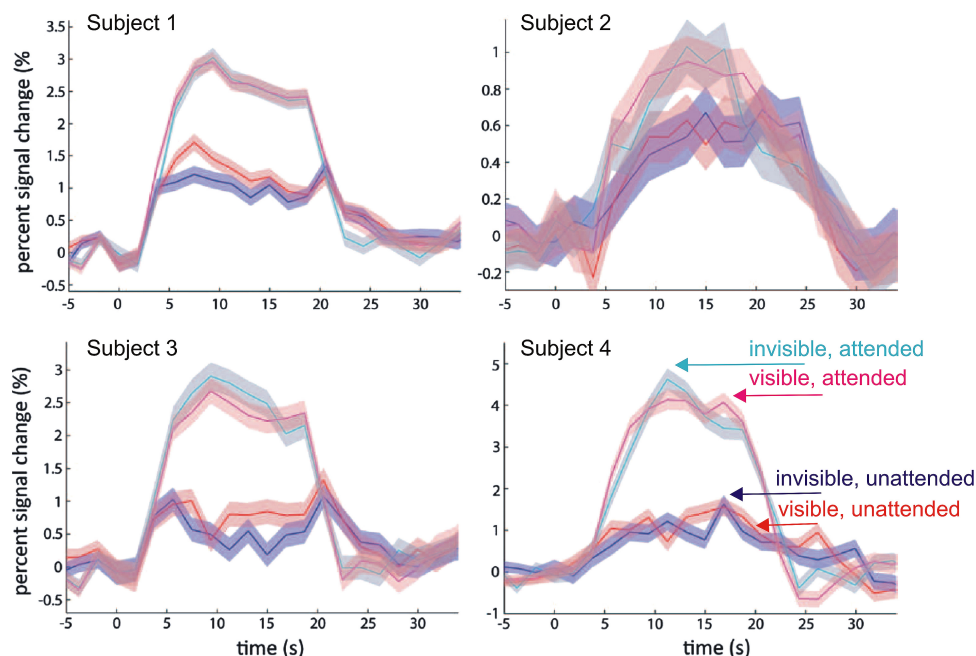 Subject 1
percent signal change (%
3.5
3
2.5
2
1.5
1
0.5
0
-0.5
-5 0 5 10 15 20 25 30
Subject 2
1
0.8
0.6
0.4
0.2
0
-0.2
-5 0 5 10 15 20 25 30
Subject 3
percent signal change (%)
3
2.5
2
1.5
1
0.5
0
-0.5
-5 0 5 10 15 20 25 30
time (s)
Subject 4
5
4
3
2
1
0
-1
invisible, attended
visible, attended
invisible, unattended
visible, unattended
-5 0 5 10 15 20 25 30
time (s)